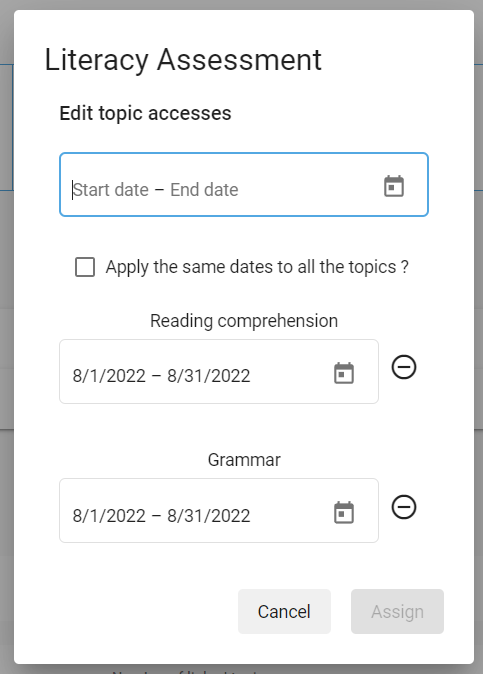 Literacy Assessment
Edit topic accesses
Start date – End date
Apply the same dates to all the topics ?
Reading comprehension
8/1/2022 – 8/31/2022
Grammar
8/1/2022 – 8/31/2022
Cancel Assign